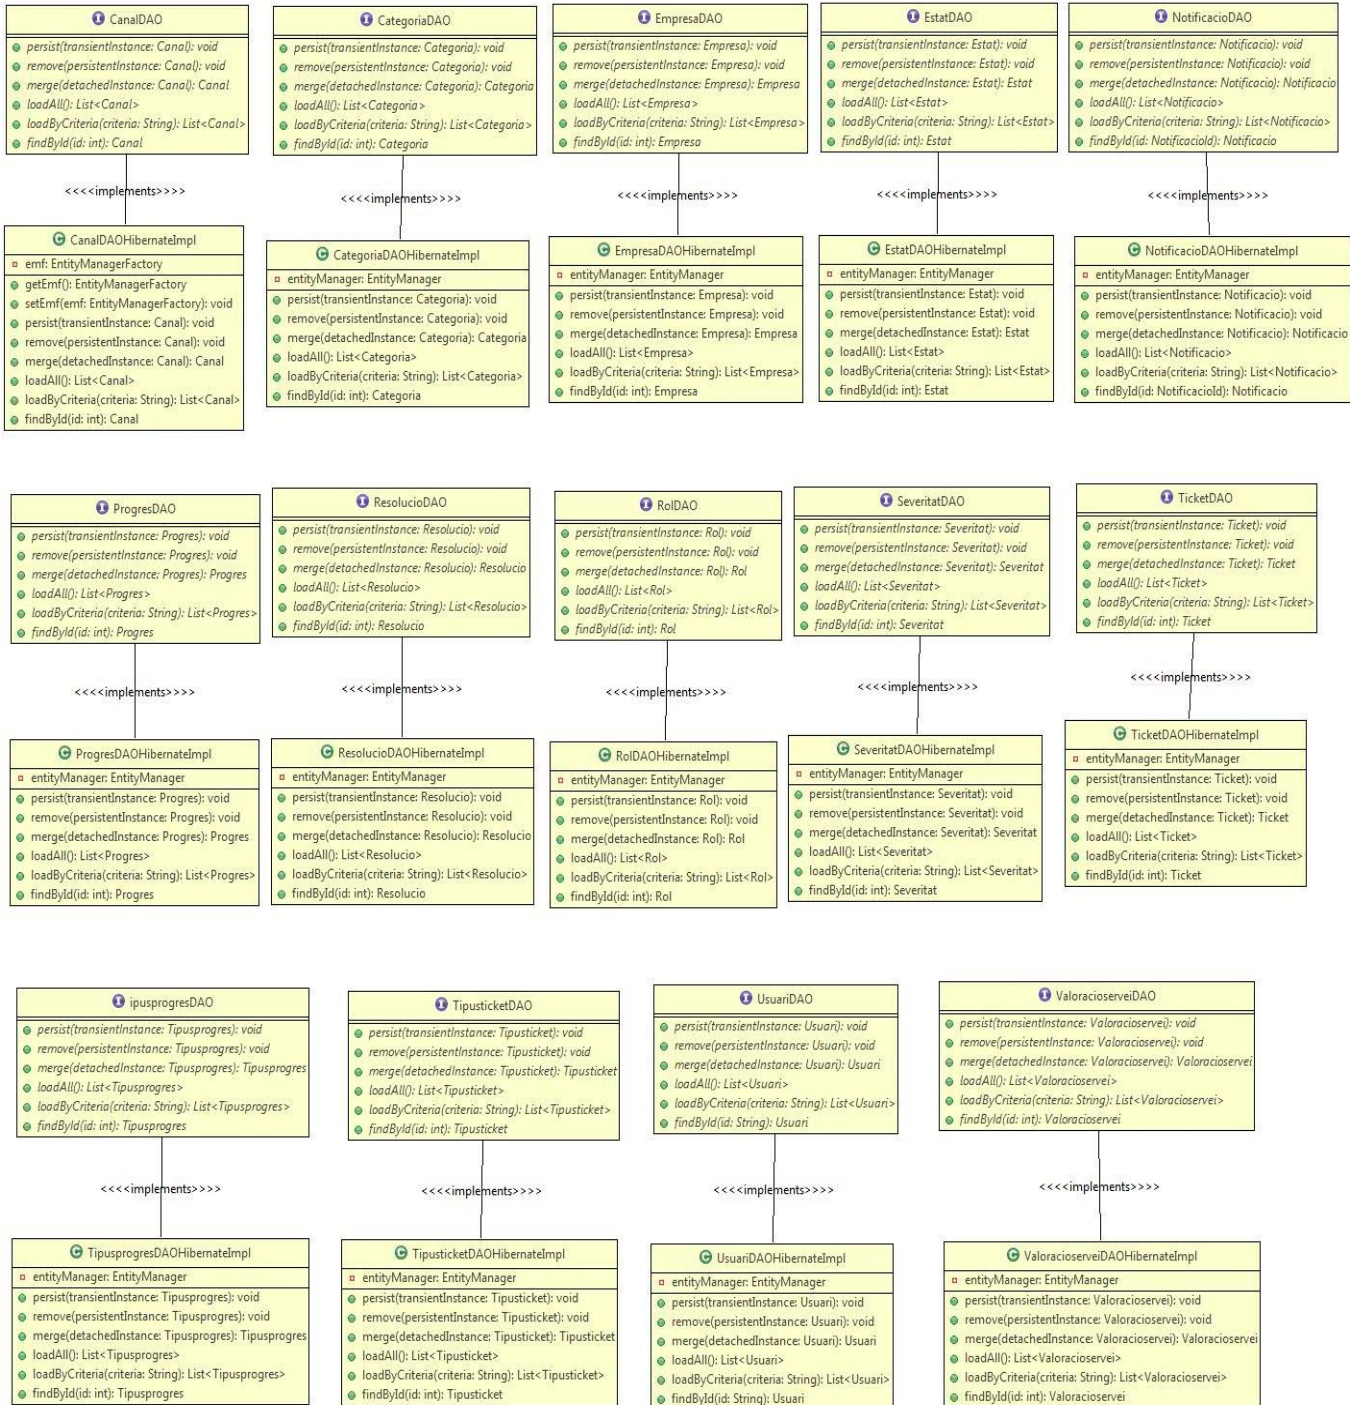 CanalDAO
persist(transientInstance: Canal): void
remove(persistentInstance: Canal): void
merge(detachedInstance: Canal): Canal
loadAll(): List<Canal>
loadByCriteria(criteria: String): List<Canal>
findById(id: int): Canal
<<<<implements>>>>
CanalDAOHibernateImpl
emf: EntityManagerFactory
getEmf(): EntityManagerFactory
setEmf(emf: EntityManagerFactory): void
persist(transientInstance: Canal): void
remove(persistentInstance: Canal): void
merge(detachedInstance: Canal): Canal
loadAll(): List<Canal>
loadByCriteria(criteria: String): List<Canal>
findById(id: int): Canal
CategoriaDAO
persist(transientInstance: Categoria): void
remove(persistentInstance: Categoria): void
merge(detachedInstance: Categoria): Categoria
loadAll(): List<Categoria>
loadByCriteria(criteria: String): List<Categoria>
findById(id: int): Categoria
<<<<implements>>>>
CategoriaDAOHibernateImpl
entityManager: EntityManager
persist(transientInstance: Categoria): void
remove(persistentInstance: Categoria): void
merge(detachedInstance: Categoria): Categoria
loadAll(): List<Categoria>
loadByCriteria(criteria: String): List<Categoria>
findById(id: int): Categoria
EmpresaDAO
persist(transientInstance: Empresa): void
remove(persistentInstance: Empresa): void
merge(detachedInstance: Empresa): Empresa
loadAll(): List<Empresa>
loadByCriteria(criteria: String): List<Empresa>
findById(id: int): Empresa
<<<<implements>>>>
EmpresaDAOHibernateImpl
entityManager: EntityManager
persist(transientInstance: Empresa): void
remove(persistentInstance: Empresa): void
merge(detachedInstance: Empresa): Empresa
loadAll(): List<Empresa>
loadByCriteria(criteria: String): List<Empresa>
findById(id: int): Empresa
EstatDAO
persist(transientInstance: Estat): void
remove(persistentInstance: Estat): void
merge(detachedInstance: Estat): Estat
loadAll(): List<Estat>
loadByCriteria(criteria: String): List<Estat>
findById(id: int): Estat
<<<<implements>>>>
EstatDAOHibernateImpl
entityManager: EntityManager
persist(transientInstance: Estat): void
remove(persistentInstance: Estat): void
merge(detachedInstance: Estat): Estat
loadAll(): List<Estat>
loadByCriteria(criteria: String): List<Estat>
findById(id: int): Estat
NotificacioDAO
persist(transientInstance: Notificacio): void
remove(persistentInstance: Notificacio): void
merge(detachedInstance: Notificacio): Notificacio
loadAll(): List<Notificacio>
loadByCriteria(criteria: String): List<Notificacio>
findById(id: NotificacioId): Notificacio
<<<<implements>>>>
NotificacioDAOHibernateImpl
entityManager: EntityManager
persist(transientInstance: Notificacio): void
remove(persistentInstance: Notificacio): void
merge(detachedInstance: Notificacio): Notificacio
loadAll(): List<Notificacio>
loadByCriteria(criteria: String): List<Notificacio>
findById(id: NotificacioId): Notificacio
ProgresDAO
persist(transientInstance: Progres): void
remove(persistentInstance: Progres): void
merge(detachedInstance: Progres): Progres
loadAll(): List<Progres>
loadByCriteria(criteria: String): List<Progres>
findById(id: int): Progres
<<<<implements>>>>
ProgresDAOHibernateImpl
entityManager: EntityManager
persist(transientInstance: Progres): void
remove(persistentInstance: Progres): void
merge(detachedInstance: Progres): Progres
loadAll(): List<Progres>
loadByCriteria(criteria: String): List<Progres>
findById(id: int): Progres
ResolucioDAO
persist(transientInstance: Resolucio): void
remove(persistentInstance: Resolucio): void
merge(detachedInstance: Resolucio): Resolucio
loadAll(): List<Resolucio>
loadByCriteria(criteria: String): List<Resolucio>
findById(id: int): Resolucio
<<<<implements>>>>
ResolucioDAOHibernateImpl
entityManager: EntityManager
persist(transientInstance: Resolucio): void
remove(persistentInstance: Resolucio): void
merge(detachedInstance: Resolucio): Resolucio
loadAll(): List<Resolucio>
loadByCriteria(criteria: String): List<Resolucio>
findById(id: int): Resolucio
RolDAO
persist(transientInstance: Rol): void
remove(persistentInstance: Rol): void
merge(detachedInstance: Rol): Rol
loadAll(): List<Rol>
loadByCriteria(criteria: String): List<Rol>
findById(id: int): Rol
<<<<implements>>>>
RolDAOHibernateImpl
entityManager: EntityManager
persist(transientInstance: Rol): void
remove(persistentInstance: Rol): void
merge(detachedInstance: Rol): Rol
loadAll(): List<Rol>
loadByCriteria(criteria: String): List<Rol>
findById(id: int): Rol
SeveritatDAO
persist(transientInstance: Severitat): void
remove(persistentInstance: Severitat): void
merge(detachedInstance: Severitat): Severitat
loadAll(): List<Severitat>
loadByCriteria(criteria: String): List<Severitat>
findById(id: int): Severitat
<<<<implements>>>>
SeveritatDAOHibernateImpl
entityManager: EntityManager
persist(transientInstance: Severitat): void
remove(persistentInstance: Severitat): void
merge(detachedInstance: Severitat): Severitat
loadAll(): List<Severitat>
loadByCriteria(criteria: String): List<Severitat>
findById(id: int): Severitat
TicketDAO
persist(transientInstance: Ticket): void
remove(persistentInstance: Ticket): void
merge(detachedInstance: Ticket): Ticket
loadAll(): List<Ticket>
loadByCriteria(criteria: String): List<Ticket>
findById(id: int): Ticket
<<<<implements>>>>
TicketDAOHibernateImpl
entityManager: EntityManager
persist(transientInstance: Ticket): void
remove(persistentInstance: Ticket): void
merge(detachedInstance: Ticket): Ticket
loadAll(): List<Ticket>
loadByCriteria(criteria: String): List<Ticket>
findById(id: int): Ticket
ipusprogresDAO
persist(transientInstance: Tipusprogres): void
remove(persistentInstance: Tipusprogres): void
merge(detachedInstance: Tipusprogres): Tipusprogres
loadAll(): List<Tipusprogres>
loadByCriteria(criteria: String): List<Tipusprogres>
findById(id: int): Tipusprogres
<<<<implements>>>>
TipusprogresDAOHibernateImpl
entityManager: EntityManager
persist(transientInstance: Tipusprogres): void
remove(persistentInstance: Tipusprogres): void
merge(detachedInstance: Tipusprogres): Tipusprogres
loadAll(): List<Tipusprogres>
loadByCriteria(criteria: String): List<Tipusprogres>
findById(id: int): Tipusprogres
TipusticketDAO
persist(transientInstance: Tipusticket): void
remove(persistentInstance: Tipusticket): void
merge(detachedInstance: Tipusticket): Tipusticket
loadAll(): List<Tipusticket>
loadByCriteria(criteria: String): List<Tipusticket>
findById(id: int): Tipusticket
<<<<implements>>>>
TipusticketDAOHibernateImpl
entityManager: EntityManager
persist(transientInstance: Tipusticket): void
remove(persistentInstance: Tipusticket): void
merge(detachedInstance: Tipusticket): Tipusticket
loadAll(): List<Tipusticket>
loadByCriteria(criteria: String): List<Tipusticket>
findById(id: int): Tipusticket
UsuariDAO
persist(transientInstance: Usuari): void
remove(persistentInstance: Usuari): void
merge(detachedInstance: Usuari): Usuari
loadAll(): List<Usuari>
loadByCriteria(criteria: String): List<Usuari>
findById(id: String): Usuari
<<<<implements>>>>
UsuariDAOHibernateImpl
entityManager: EntityManager
persist(transientInstance: Usuari): void
remove(persistentInstance: Usuari): void
merge(detachedInstance: Usuari): Usuari
loadAll(): List<Usuari>
loadByCriteria(criteria: String): List<Usuari>
findById(id: String): Usuari
ValoracioserveiDAO
persist(transientInstance: Valoracioservei): void
remove(persistentInstance: Valoracioservei): void
merge(detachedInstance: Valoracioservei): Valoracioservei
loadAll(): List<Valoracioservei>
loadByCriteria(criteria: String): List<Valoracioservei>
findById(id: int): Valoracioservei
<<<<implements>>>>
ValoracioserveiDAOHibernateImpl
entityManager: EntityManager
persist(transientInstance: Valoracioservei): void
remove(persistentInstance: Valoracioservei): void
merge(detachedInstance: Valoracioservei): Valoracioservei
loadAll(): List<Valoracioservei>
loadByCriteria(criteria: String): List<Valoracioservei>
findById(id: int): Valoracioservei